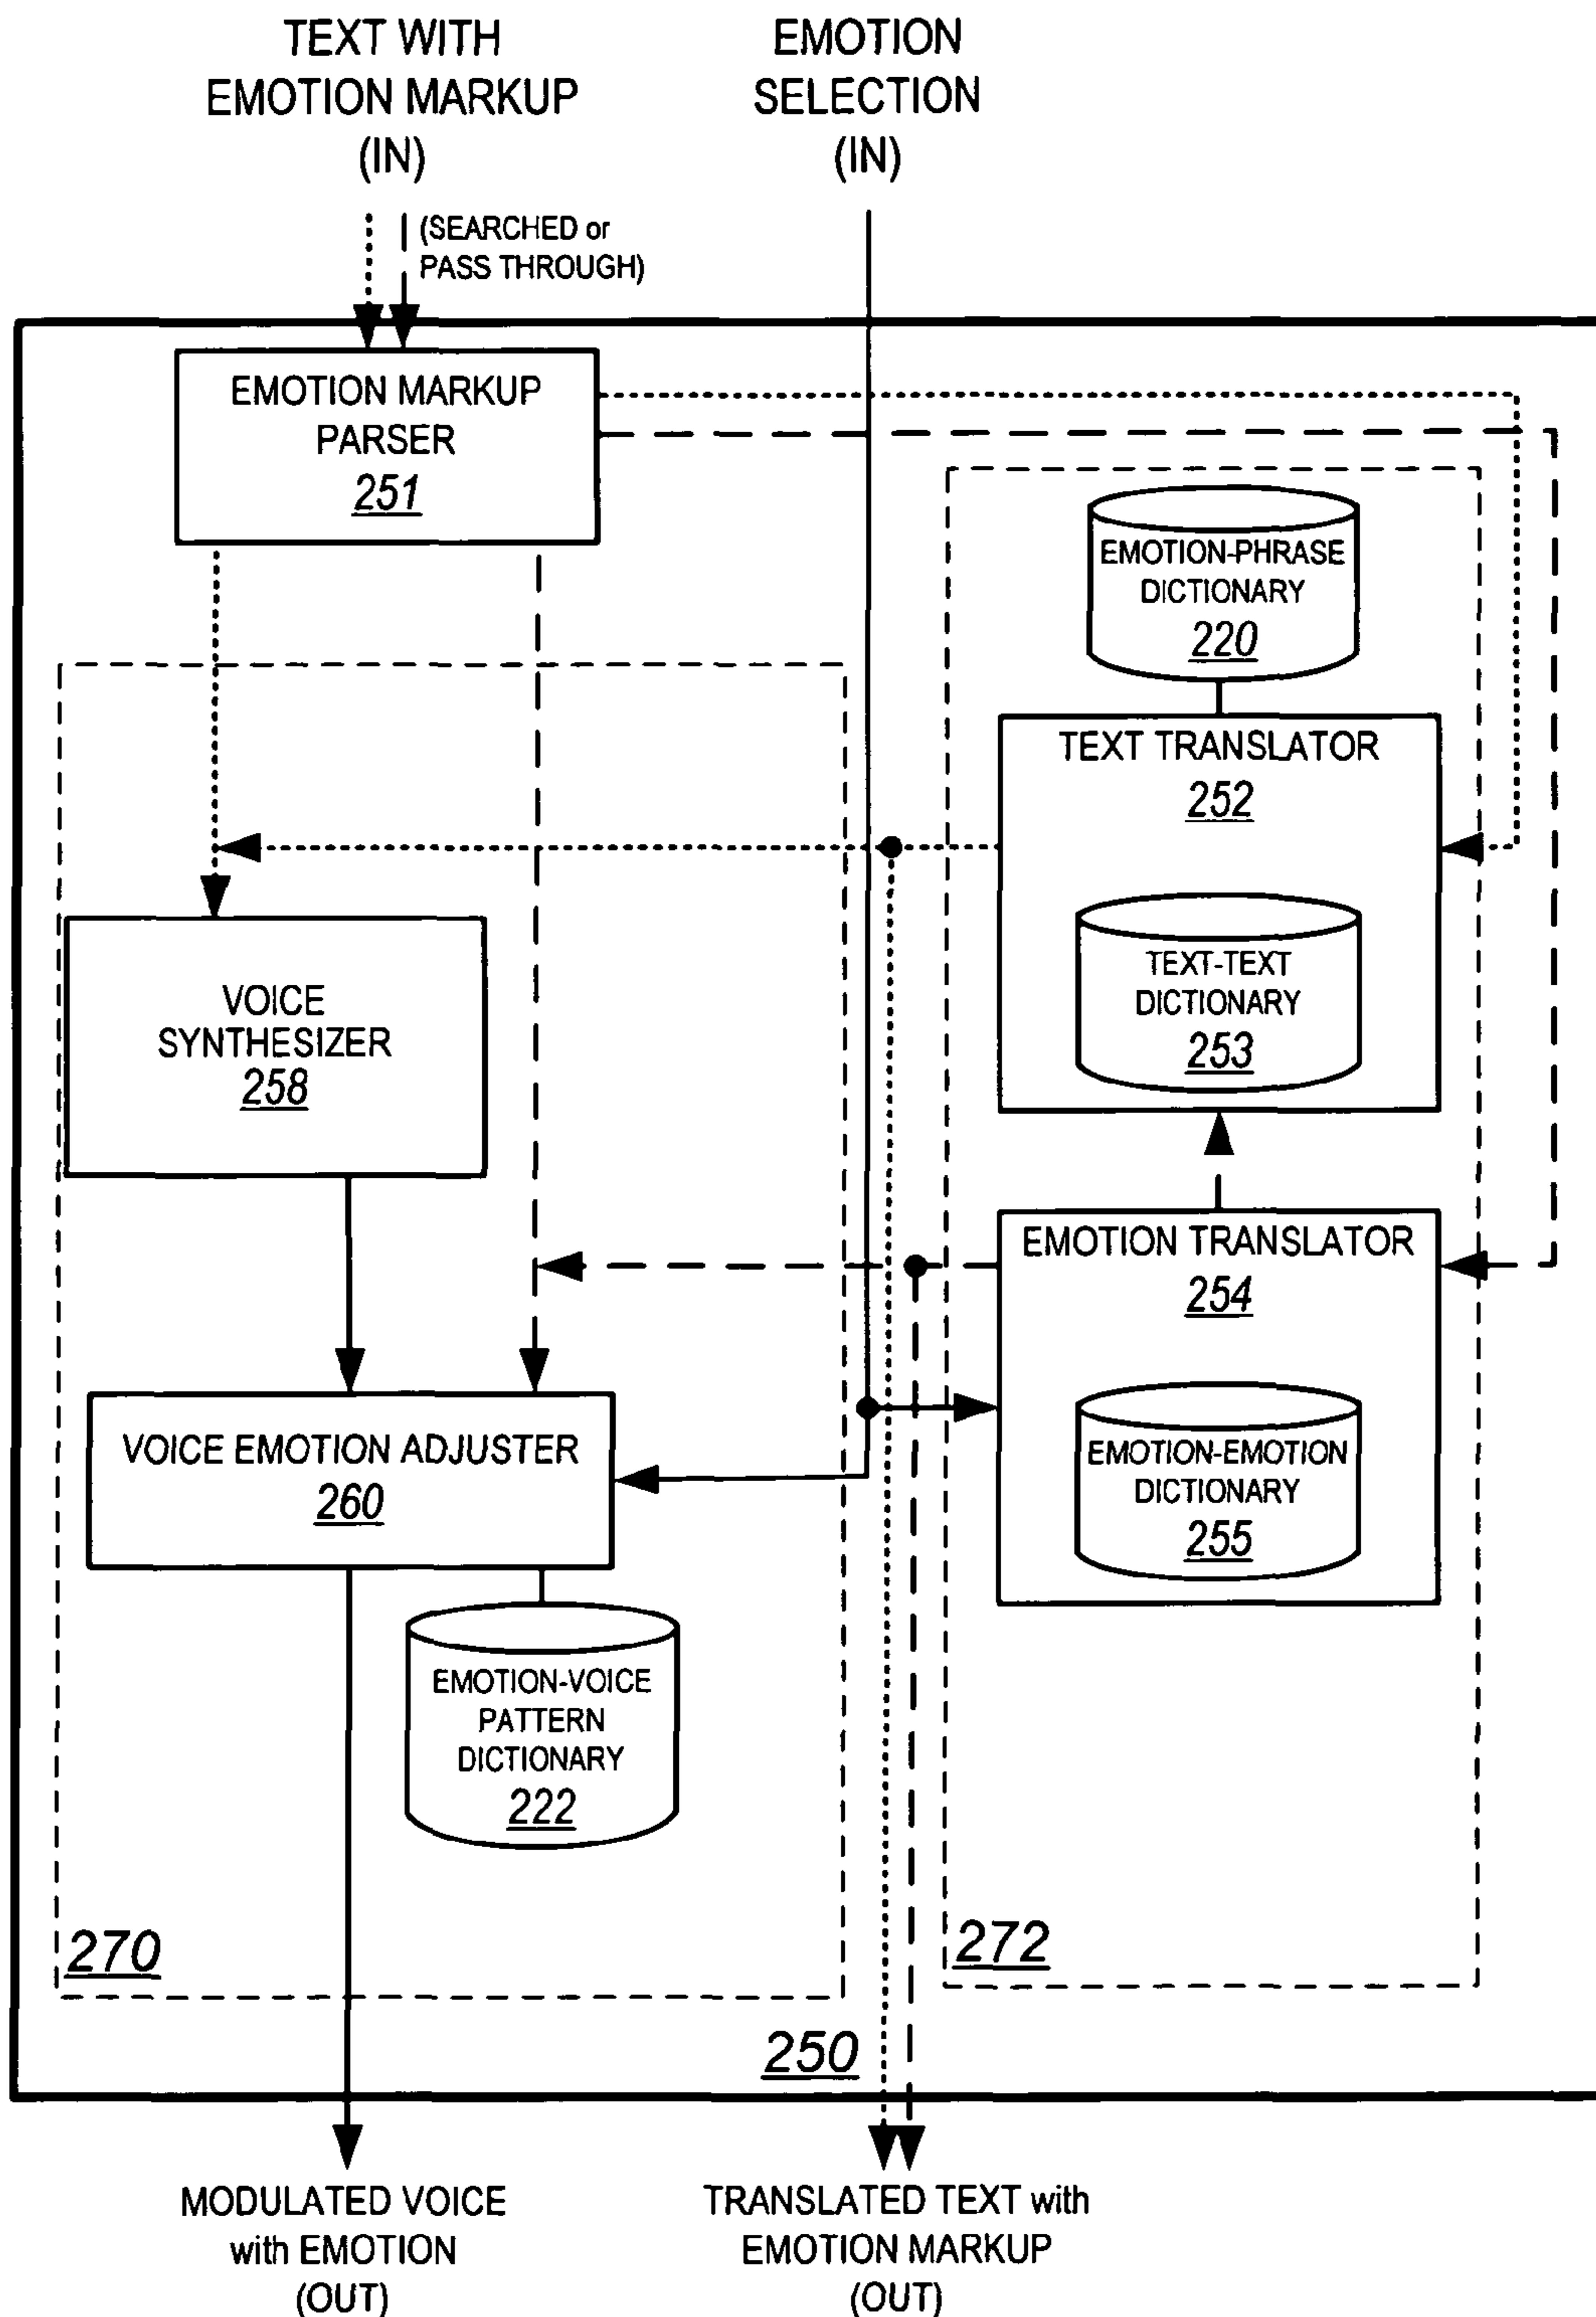 TEXT WITH
EMOTION MARKUP
(IN)
EMOTION
SELECTION
(IN)
(SEARCHED or
PASS THROUGH)
EMOTION MARKUP
PARSER
251
EMOTION-PHRASE
DICTIONARY
220
TEXT TRANSLATOR
252
TEXT-TEXT
DICTIONARY
253
VOICE
SYNTHESIZER
258
EMOTION TRANSLATOR
254
EMOTION-EMOTION
DICTIONARY
255
VOICE EMOTION ADJUSTER
260
EMOTION-VOICE
PATTERN
DICTIONARY
222
270
272
250
MODULATED VOICE
with EMOTION
(OUT)
TRANSLATED TEXT with
EMOTION MARKUP
(OUT)